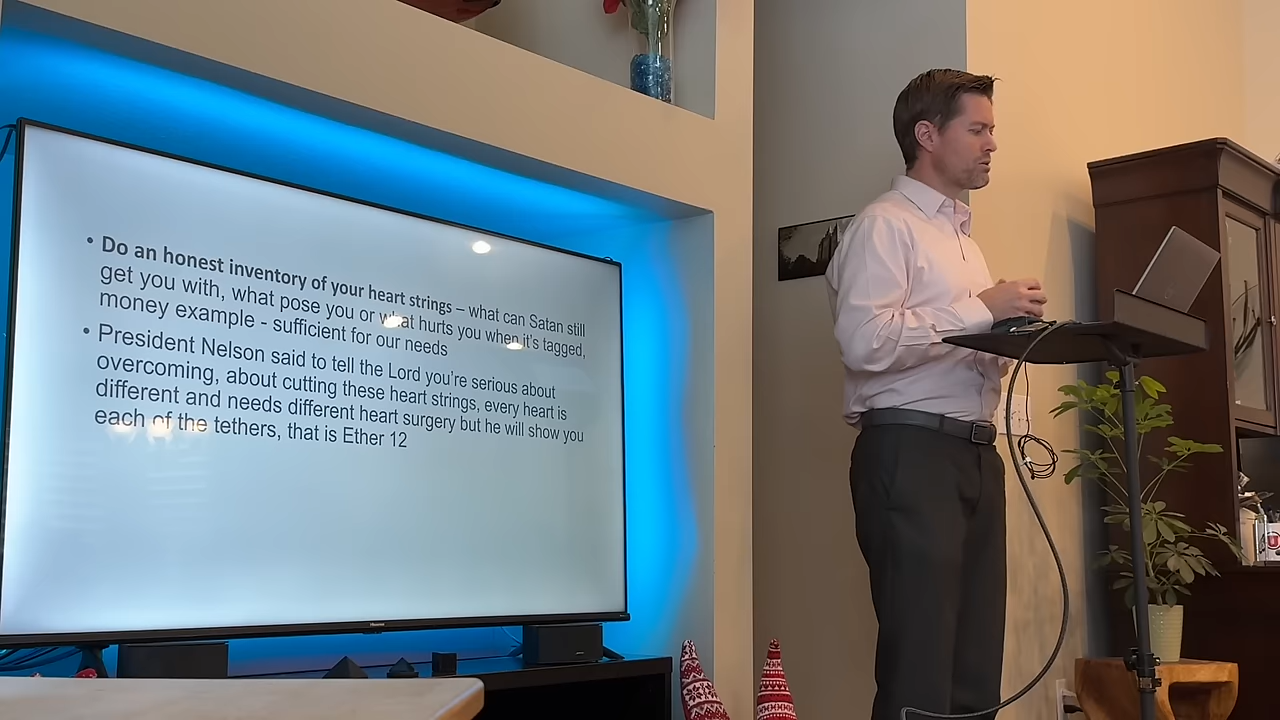 • Do an honest inventory of your heart strings – what can Satan still
get you with, what pose you or what hurts you when it's tagged,
money example - sufficient for our needs
• President Nelson said to tell the Lord you're serious about
overcoming, about cutting these heart strings, every heart is
different and needs different heart surgery but he will show you
each of the tethers, that is Ether 12
Hisense